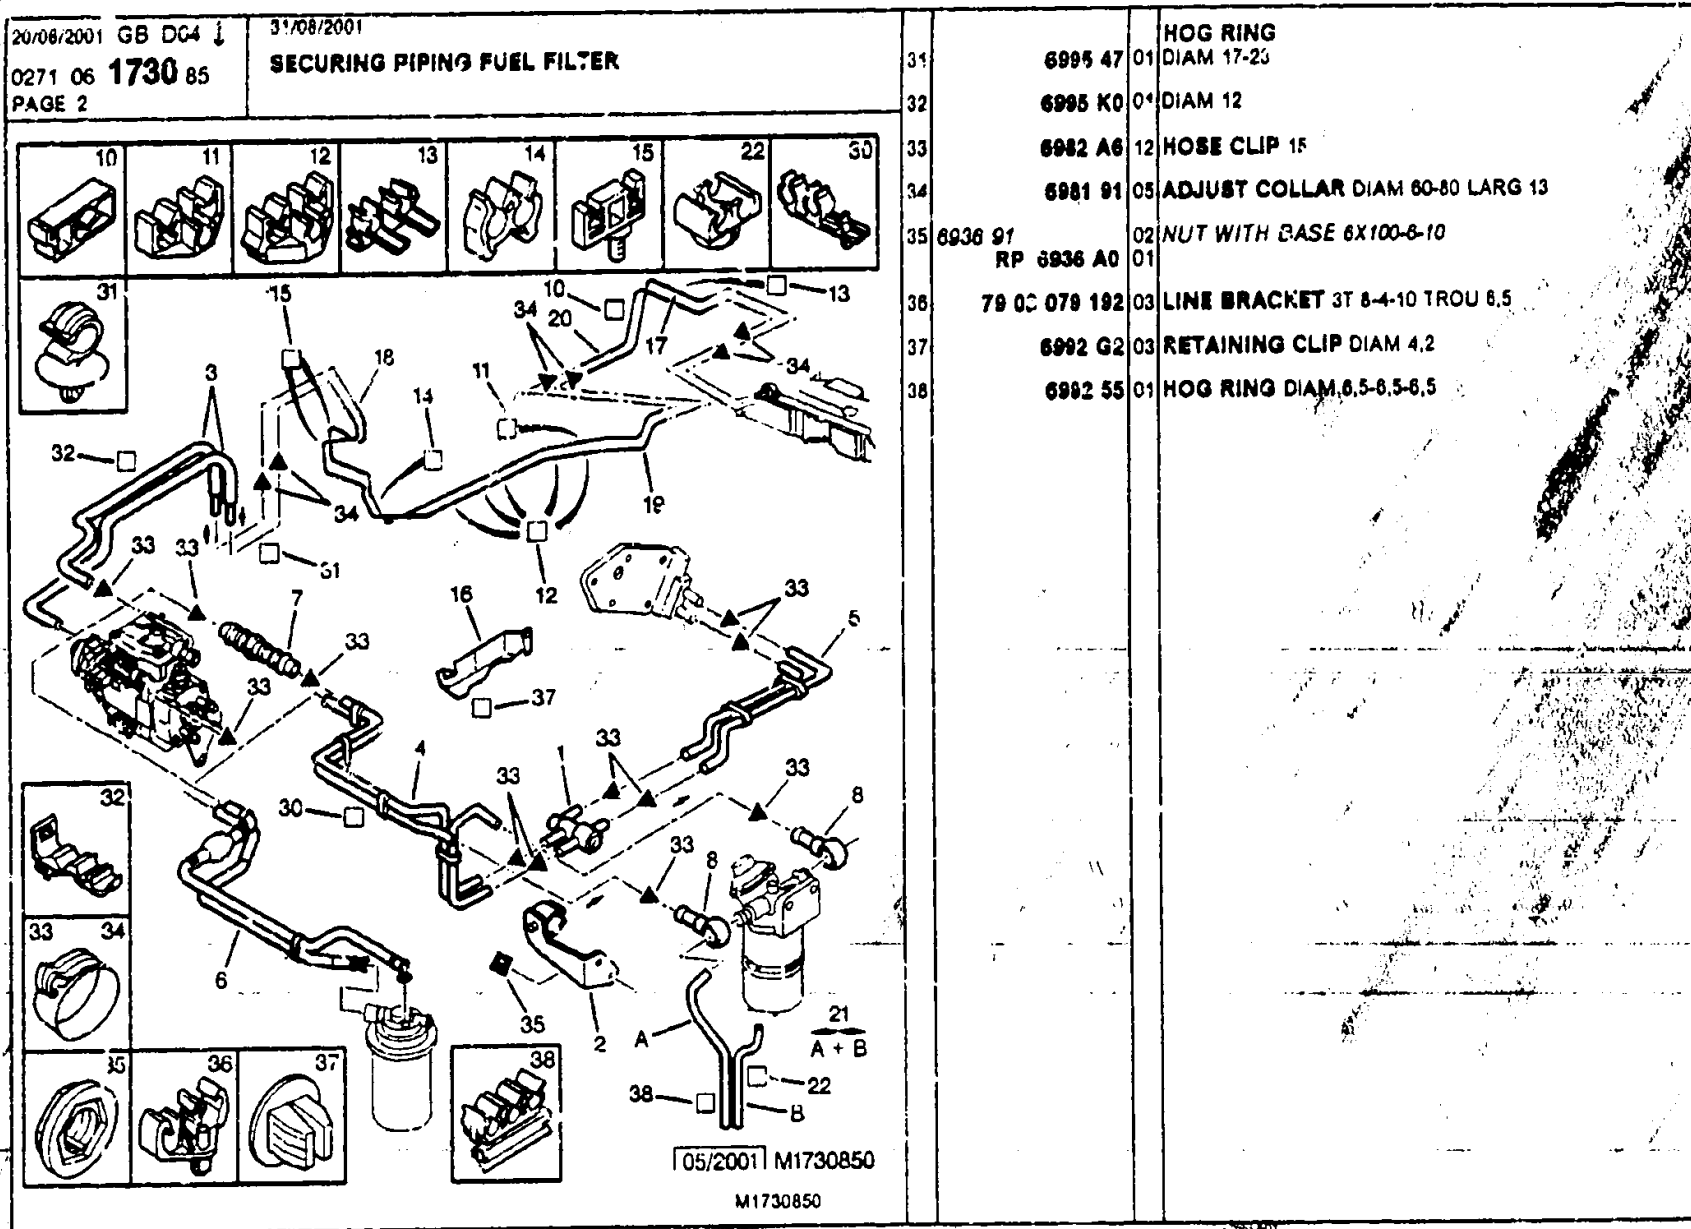 20/06/2001 GB D04
0271 06 1730 85
PAGE 2
31/08/2001
SECURING PIPING FUEL FILTER
10 11 12 13 14 15 22 30
31
15
10
13
34 20
17
18
3
11
14
34
32
19
34
33 33
31
12
7
16
33
5
33
33
37
4
33 1
33
33
8
32
30
33 8
33 34
6
35
2
A
21
A + B
35 36 37
38
38
22
B
05/2001 M1730850
M1730850
HOG RING
31 6995 47 01 DIAM 17-23
32 6995 K0 01 DIAM 12
33 6982 A6 12 HOSE CLIP 15
34 6981 91 05 ADJUST COLLAR DIAM 60-80 LARG 13
35 6936 91 02 NUT WITH BASE 6X100-6-10
RP 6936 A0 01
36 79 03 079 192 03 LINE BRACKET 3T 8-4-10 TROU 6,5
37 6992 G2 03 RETAINING CLIP DIAM 4,2
38 6992 55 01 HOG RING DIAM,6,5-6,5-6,5